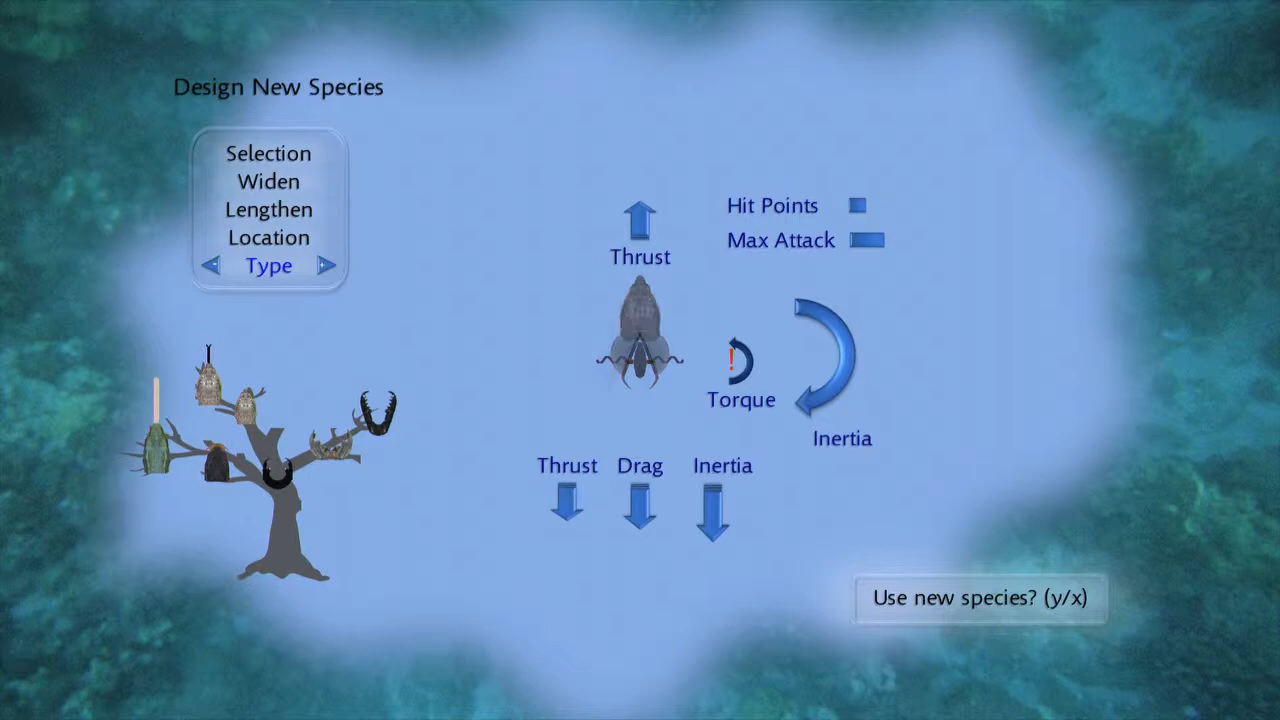 Design New Species
Selection
Widen
Lengthen
Location
- Type +
Hit Points
Max Attack
Thrust
!
Torque
Inertia
Thrust Drag Inertia
Use new species? (y/x)